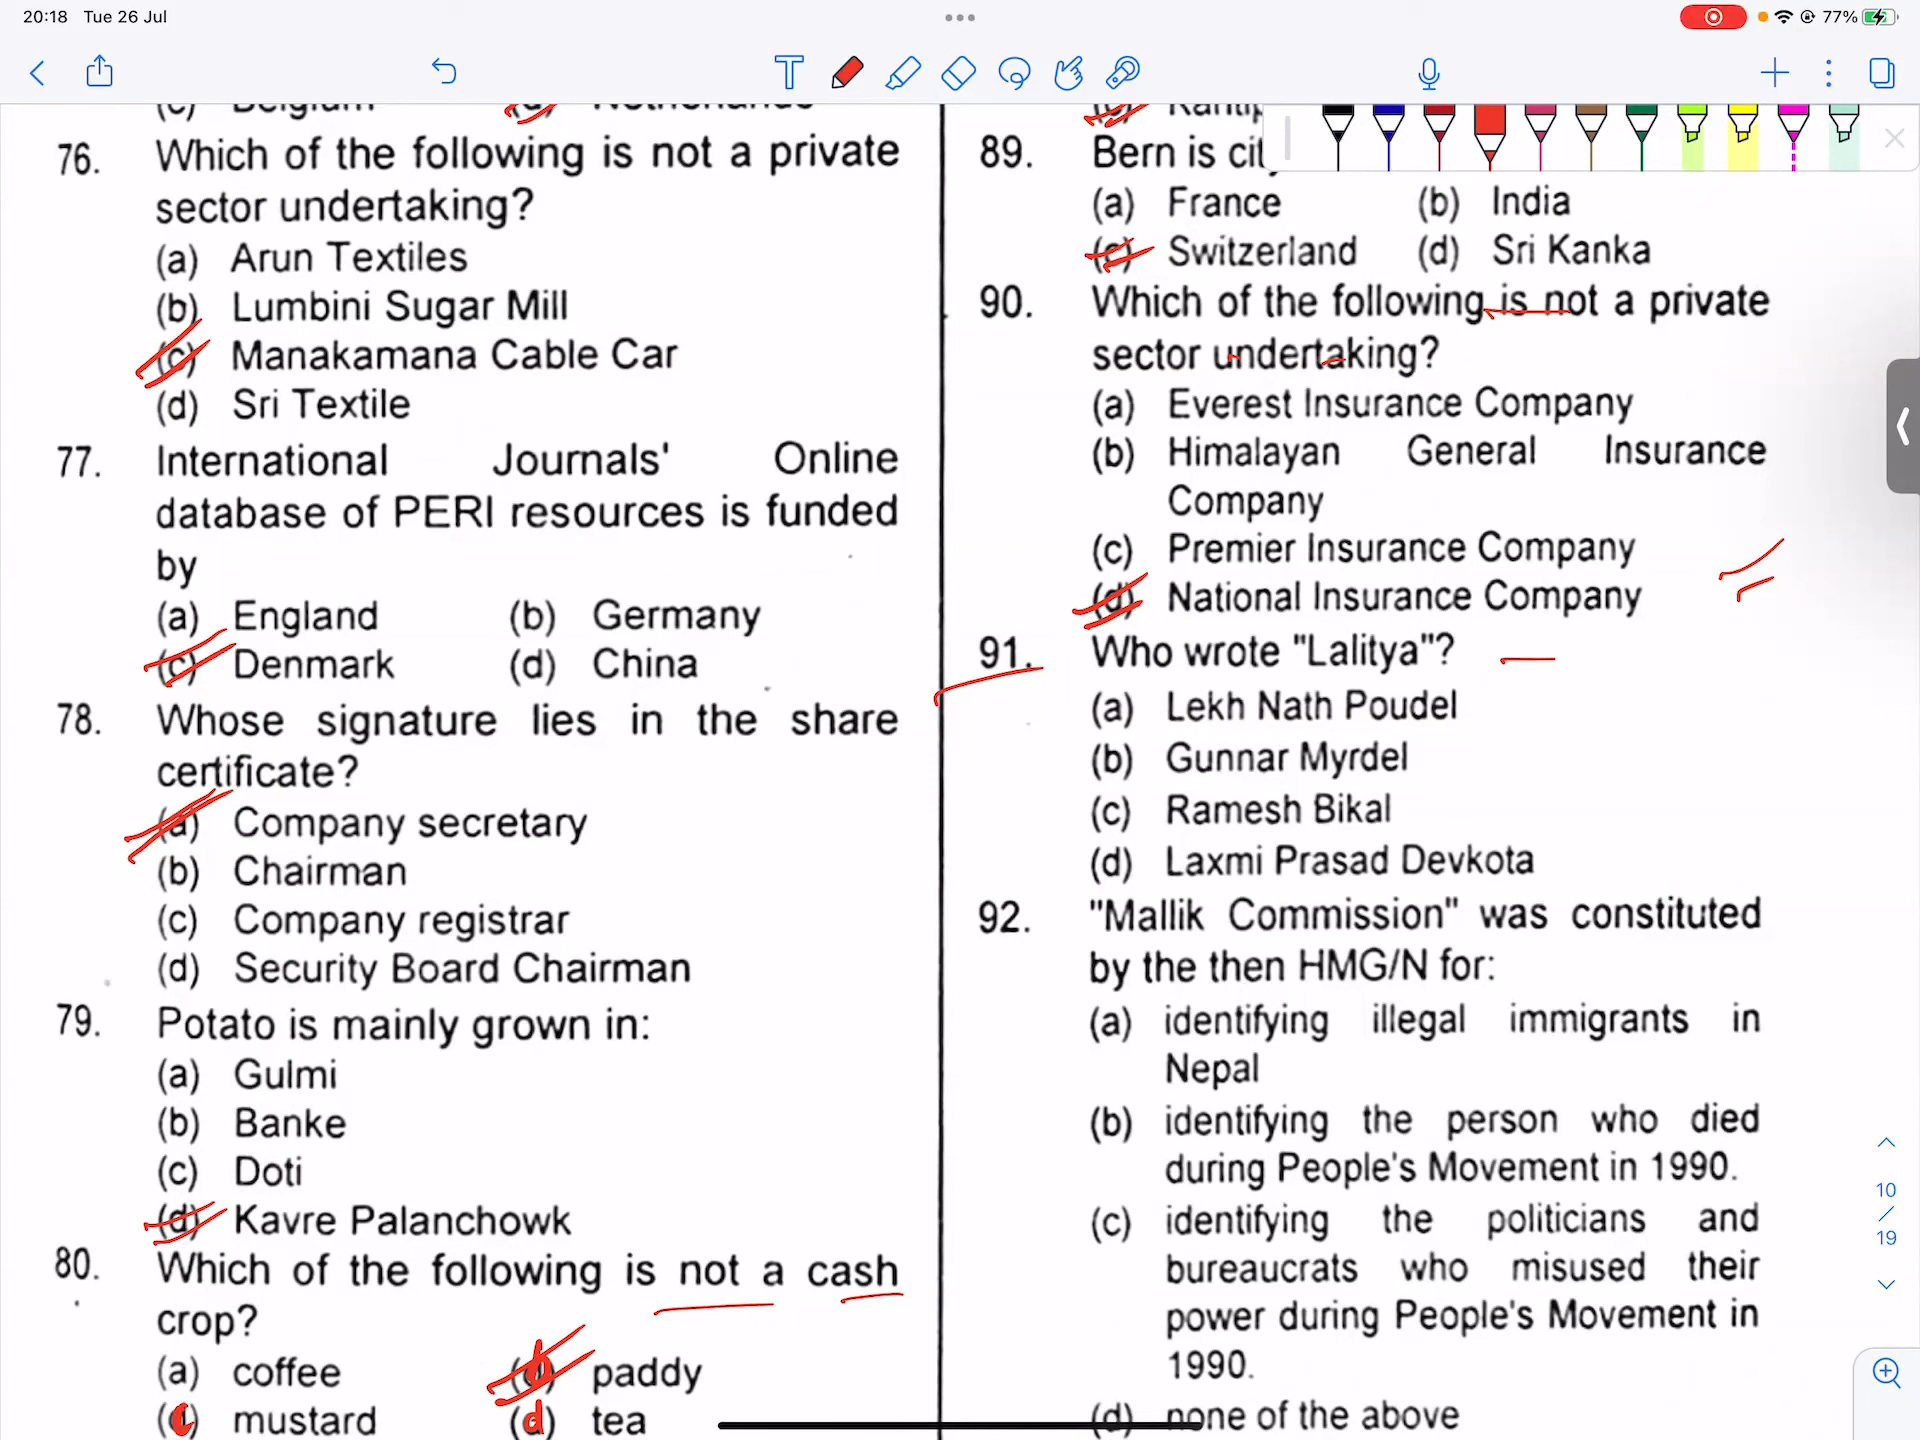 20:18 Tue 26 Jul
77%
(c) Belgium (d) Netherlands
76. Which of the following is not a private
sector undertaking?
(a) Arun Textiles
(b) Lumbini Sugar Mill
(c) Manakamana Cable Car
(d) Sri Textile
77. International Journals' Online
database of PERI resources is funded
by
(a) England (b) Germany
(c) Denmark (d) China
78. Whose signature lies in the share
certificate?
(a) Company secretary
(b) Chairman
(c) Company registrar
(d) Security Board Chairman
79. Potato is mainly grown in:
(a) Gulmi
(b) Banke
(c) Doti
(d) Kavre Palanchowk
80. Which of the following is not a cash
crop?
(a) coffee (b) paddy
(c) mustard (d) tea
89. Bern is city
(a) France (b) India
(c) Switzerland (d) Sri Kanka
90. Which of the following is not a private
sector undertaking?
(a) Everest Insurance Company
(b) Himalayan General Insurance
Company
(c) Premier Insurance Company
(d) National Insurance Company
91. Who wrote "Lalitya"?
(a) Lekh Nath Poudel
(b) Gunnar Myrdel
(c) Ramesh Bikal
(d) Laxmi Prasad Devkota
92. "Mallik Commission" was constituted
by the then HMG/N for:
(a) identifying illegal immigrants in
Nepal
(b) identifying the person who died
during People's Movement in 1990.
(c) identifying the politicians and
bureaucrats who misused their
power during People's Movement in
1990.
(d) none of the above
10
/
19